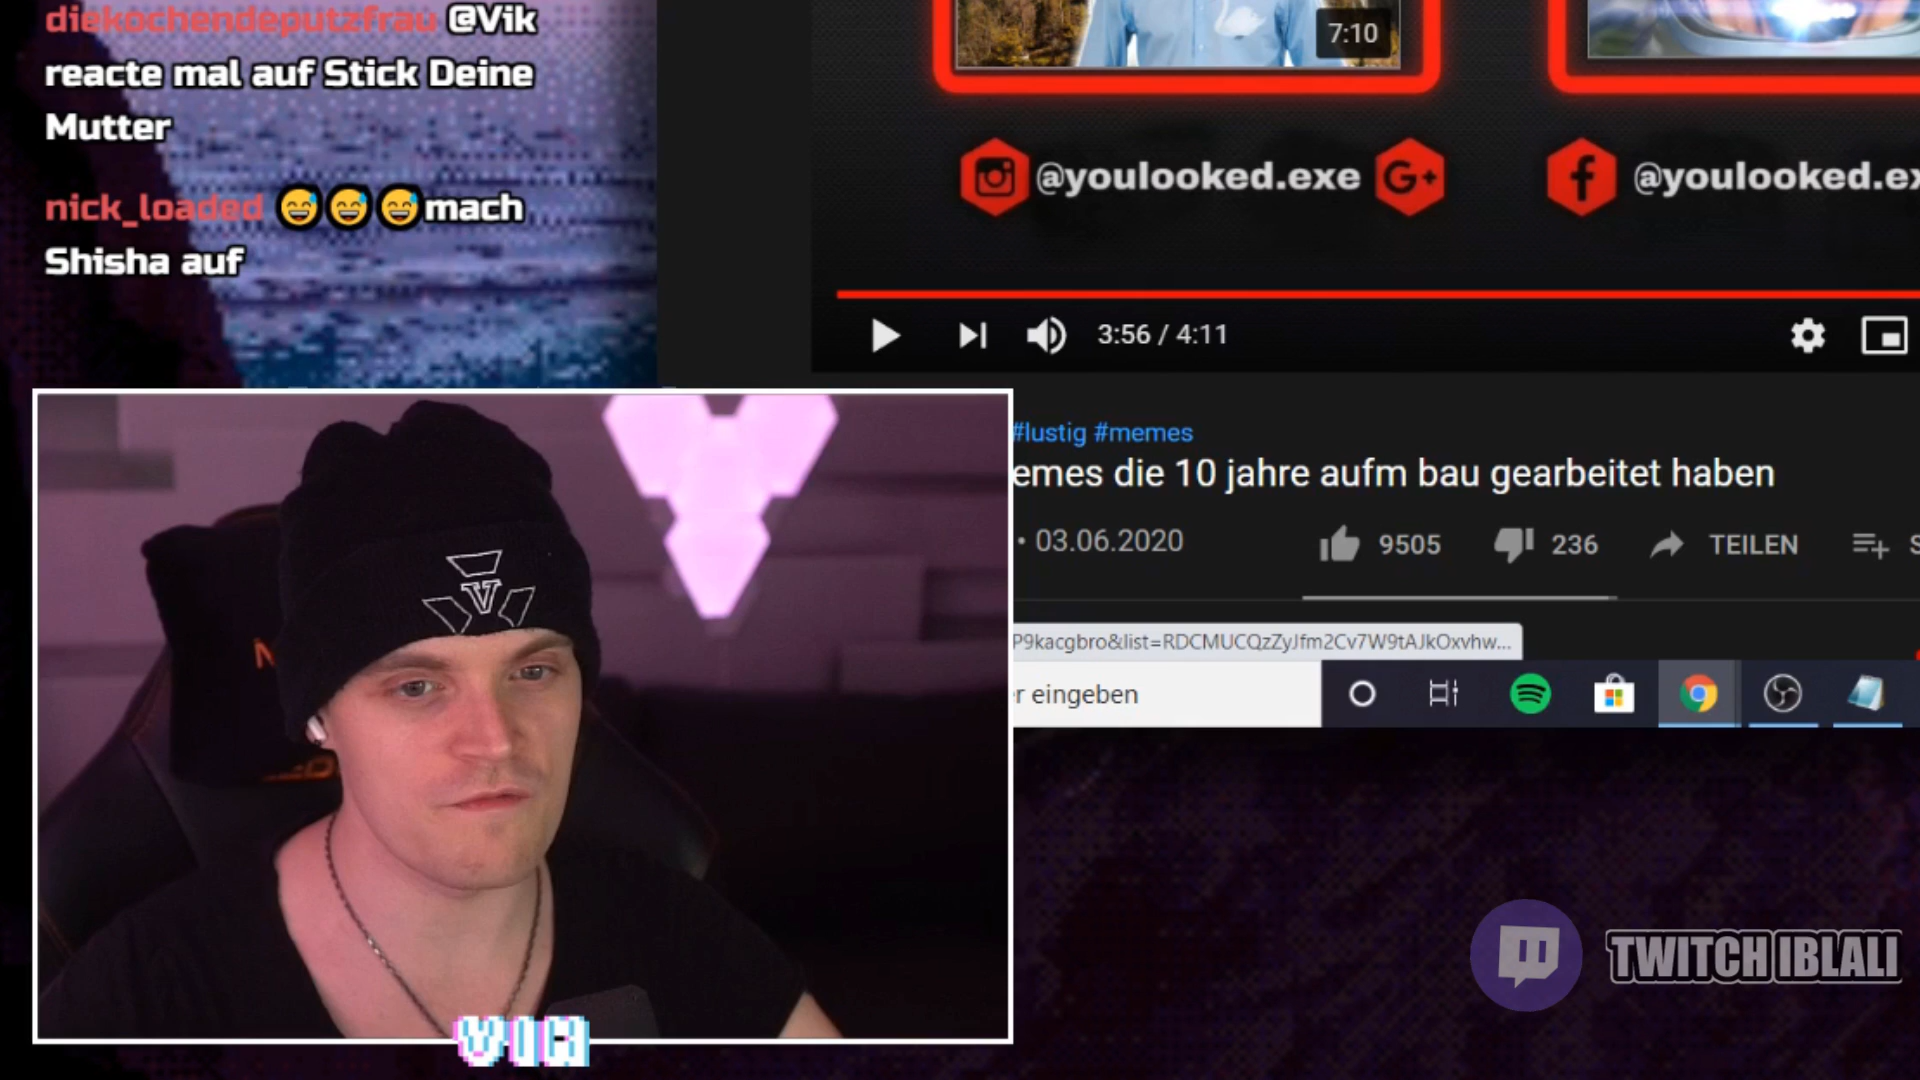 diekochendeputzfrau @Vik
reacte mal auf Stick Deine
Mutter
nick_loaded 😅😅😅mach
Shisha auf
7:10
@youlooked.exe G+
f @youlooked.ex
3:56 / 4:11
#lustig #memes
emes die 10 jahre aufm bau gearbeitet haben
• 03.06.2020
9505
236
TEILEN
S
P9kacgbro&list=RDCMUCQzZyJfm2Cv7W9tAJkOxvhw...
r eingeben
V
VIK
TWITCH IBLALI